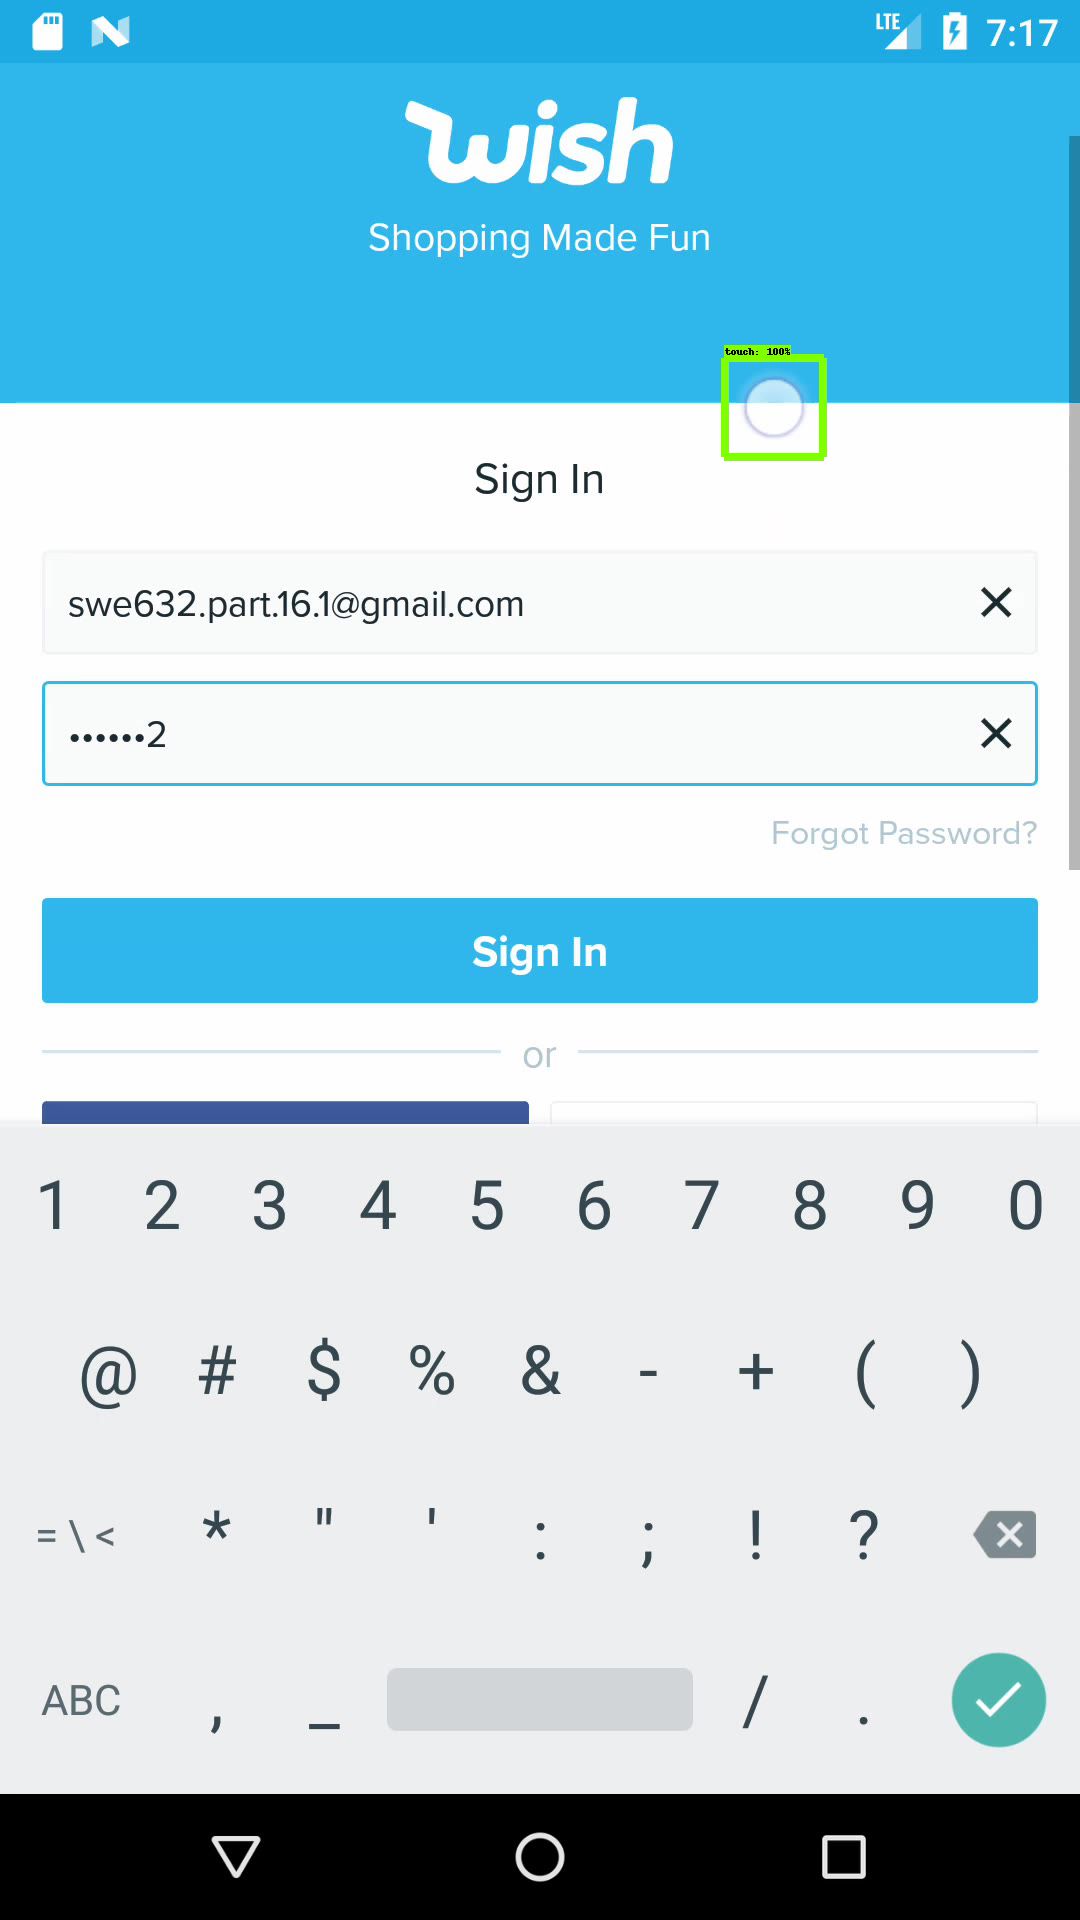 LTE 7:17
wish
Shopping Made Fun
touch: 100%
Sign In
swe632.part.16.1@gmail.com
••••••2
Forgot Password?
Sign In
or
1 2 3 4 5 6 7 8 9 0
@ # $ % & - + ( )
= \ < * " ' : ; ! ?
ABC , _ / .